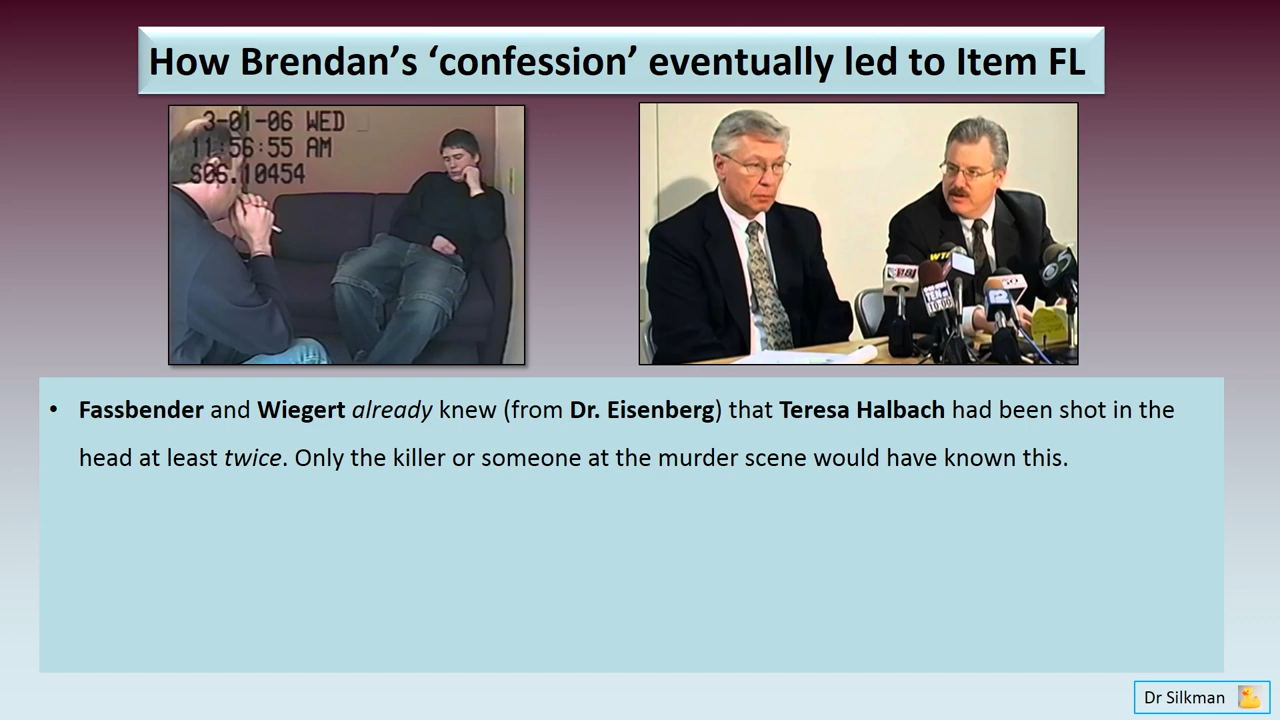 How Brendan’s ‘confession’ eventually led to Item FL
3-01-06 WED
11:56:55 AM
S06.10454
• Fassbender and Wiegert already knew (from Dr. Eisenberg) that Teresa Halbach had been shot in the
head at least twice. Only the killer or someone at the murder scene would have known this.
Dr Silkman